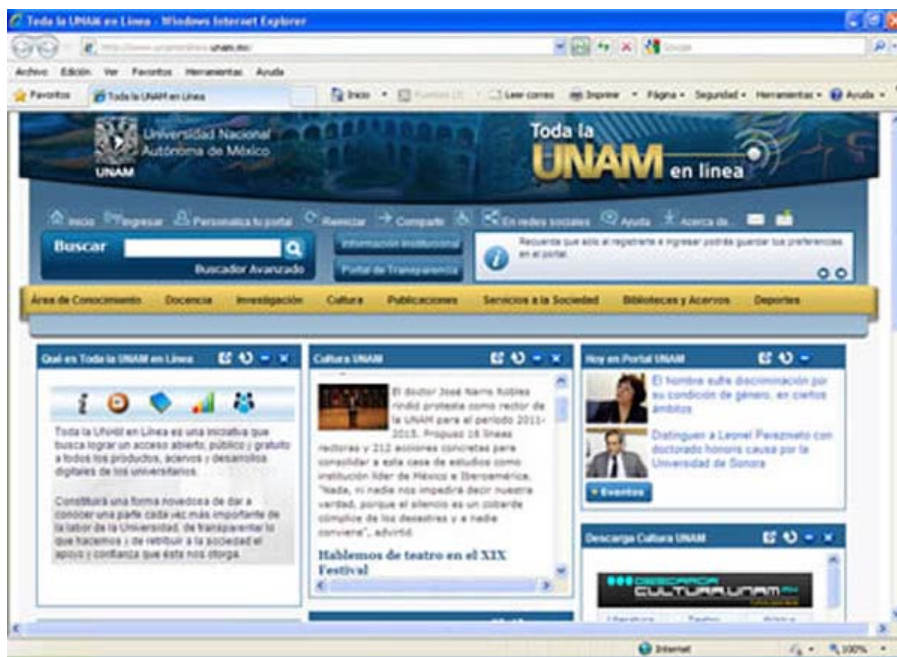 Toda la UNAM en Línea - Windows Internet Explorer
unam.mx
Google
Archivo Edición Ver Favoritos Herramientas Ayuda
Favoritos Toda la UNAM en Línea Inicio Leer correo Imprimir Página Seguridad Herramientas Ayuda
Universidad Nacional
Autónoma de México
UNAM
Toda la
UNAM
en línea
Inicio Ingresar Personaliza tu portal Reiniciar Compartir En redes sociales Ayuda Acerca de
Buscar
Buscador Avanzado
Información Institucional
Portal de Transparencia
Recuerda que sólo al registrarte e ingresar podrás guardar tus preferencias
en el portal.
Área de Conocimiento Docencia Investigación Cultura Publicaciones Servicios a la Sociedad Bibliotecas y Acervos Deportes
Qué es Toda la UNAM en Línea
Toda la UNAM en Línea es una iniciativa que
busca lograr un acceso abierto, público y gratuito
a todos los productos, acervos y desarrollos
digitales de los universitarios.
Constituirá una forma novedosa de dar a
conocer una parte cada vez más importante de
la labor de la Universidad, de transparentar lo
que hacemos y de retribuir a la sociedad el
apoyo y confianza que ésta nos otorga.
Cultura UNAM
El doctor José Narro Robles
rindió protesta como rector de
la UNAM para el periodo 2011-
2015. Propuso 16 líneas
rectoras y 212 acciones concretas para
consolidar a esta casa de estudios como
institución líder de México e Iberoamérica.
"Nada, ni nadie nos impedirá decir nuestra
verdad, porque el silencio es un cobarde
cómplice de los desastres y a nadie
conviene", advirtió
Hablemos de teatro en el XIX
Festival
Hoy en Portal UNAM
El hombre sufre discriminación por
su condición de género, en ciertos
ámbitos
Distinguen a Leonel Pereznieto con
doctorado honoris causa por la
Universidad de Sonora
Eventos
Descarga Cultura UNAM
DESCARGA
CULTURA.UNAM
Literatura Teatro Música
Internet 100%